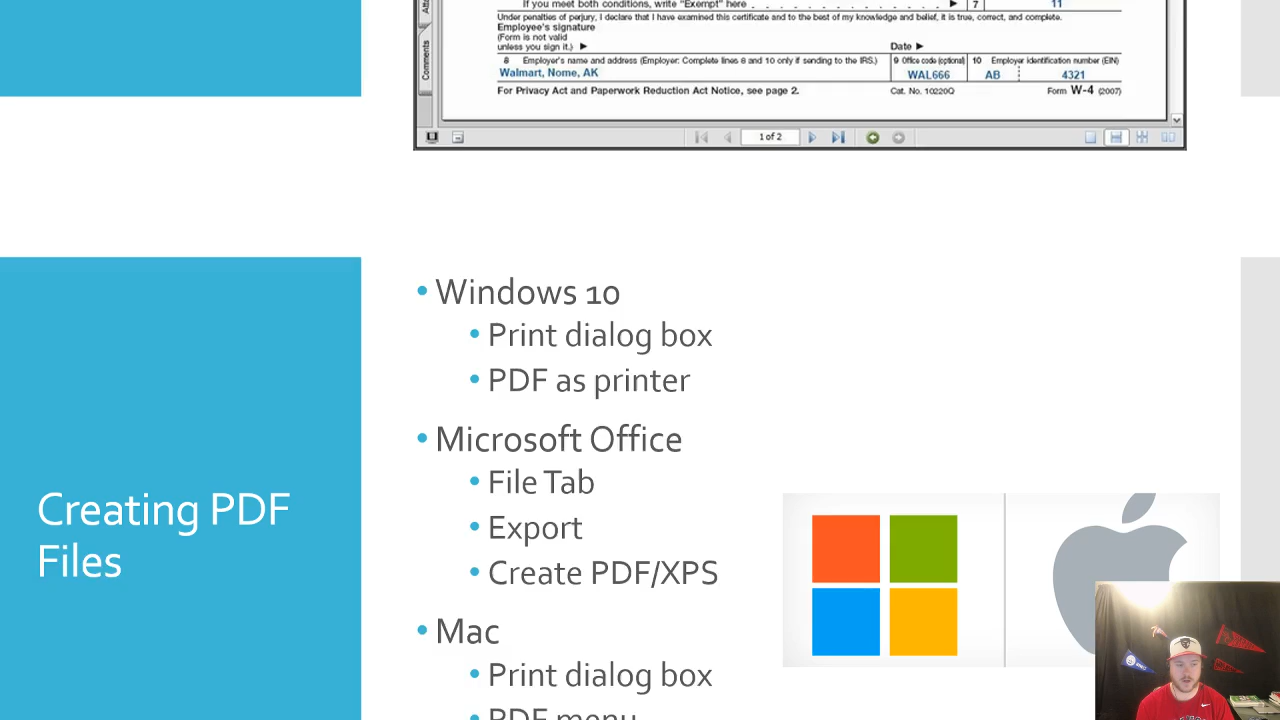 If you meet both conditions, write "Exempt" here 7 11
Under penalties of perjury, I declare that I have examined this certificate and to the best of my knowledge and belief, it is true, correct, and complete.
Employee's signature
(Form is not valid
unless you sign it.) ► Date ►
8 Employer's name and address (Employer: Complete lines 8 and 10 only if sending to the IRS.) 9 Office code (optional) 10 Employer identification number (EIN)
Walmart, Nome, AK WAL666 AB 4321
For Privacy Act and Paperwork Reduction Act Notice, see page 2. Cat. No. 10220Q Form W-4 (2007)
Comments
1 of 2
Creating PDF
Files
• Windows 10
• Print dialog box
• PDF as printer
• Microsoft Office
• File Tab
• Export
• Create PDF/XPS
• Mac
• Print dialog box
• PDF menu